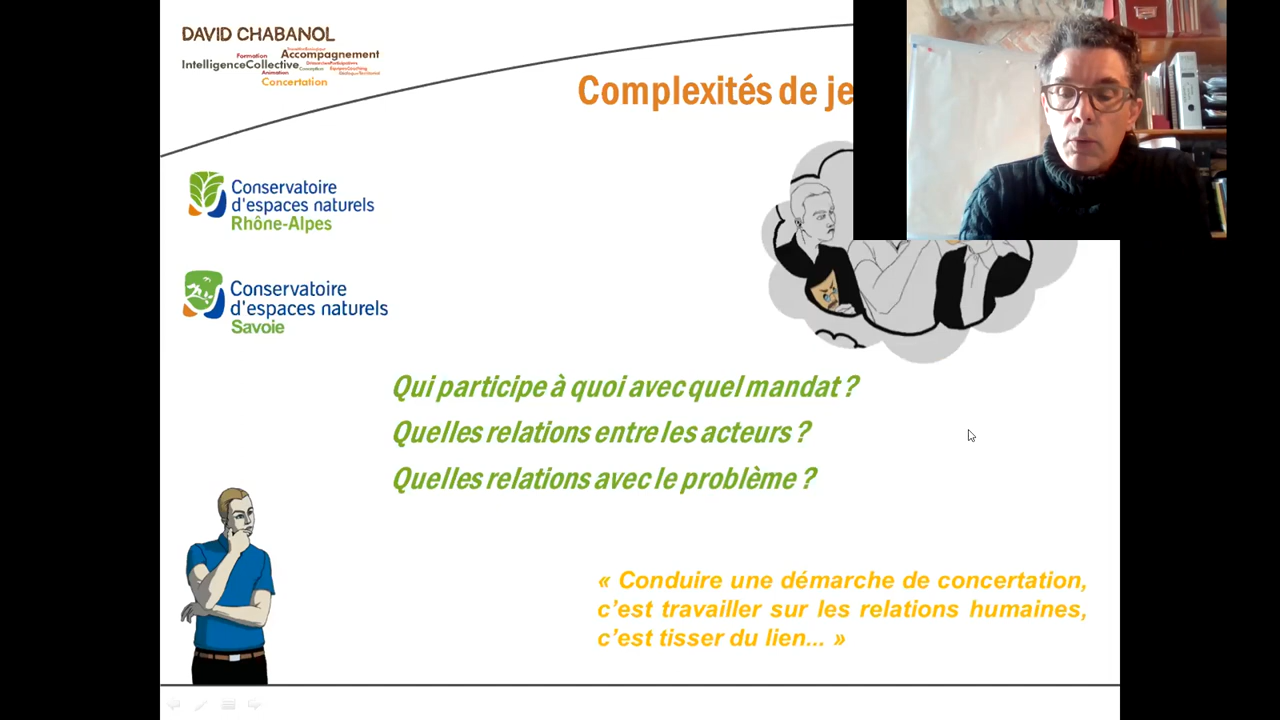 DAVID CHABANOL
Formation
Accompagnement
IntelligenceCollective
Animation
Concertation
Complexités de je
Conservatoire
d'espaces naturels
Rhône-Alpes
Conservatoire
d'espaces naturels
Savoie
Qui participe à quoi avec quel mandat ?
Quelles relations entre les acteurs ?
Quelles relations avec le problème ?
« Conduire une démarche de concertation,
c'est travailler sur les relations humaines,
c'est tisser du lien... »